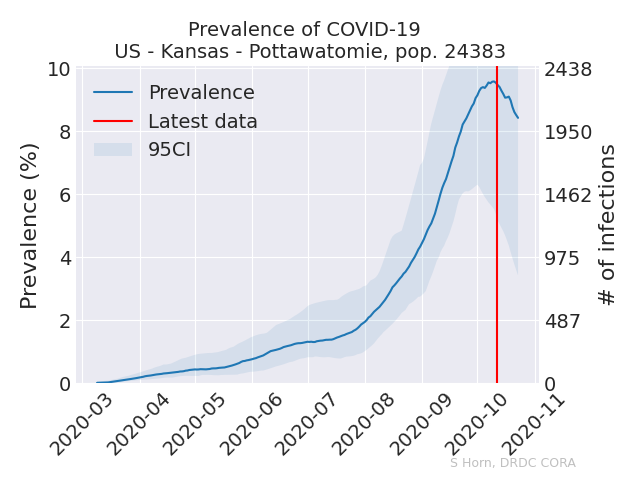 Prevalence of COVID-19
US - Kansas - Pottawatomie, pop. 24383
Prevalence
Latest data
95CI
Prevalence (%)
10
8
6
4
2
0
# of infections
2438
1950
1462
975
487
0
2020-03
2020-04
2020-05
2020-06
2020-07
2020-08
2020-09
2020-10
2020-11
S Horn, DRDC CORA